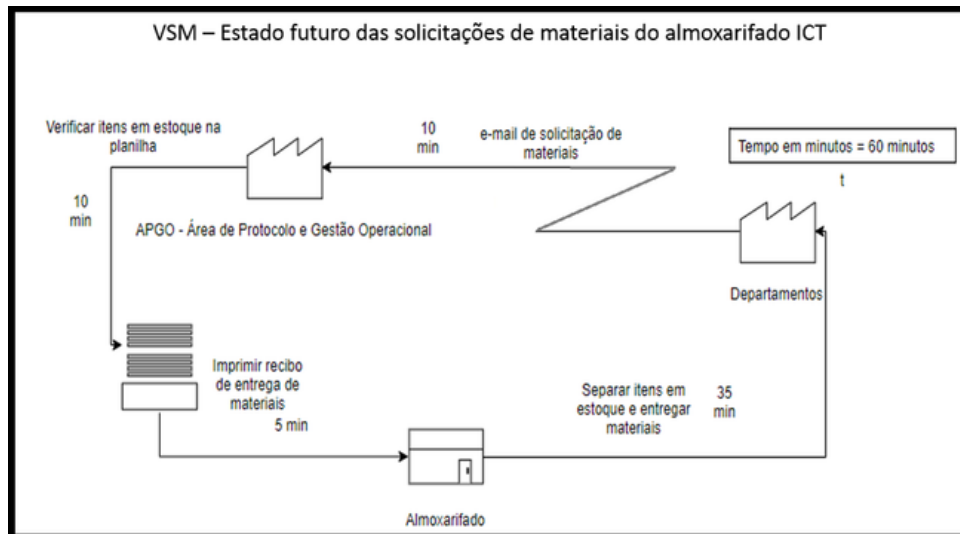 VSM – Estado futuro das solicitações de materiais do almoxarifado ICT
Verificar itens em estoque na
planilha
10
min
e-mail de solicitação de
materiais
Tempo em minutos = 60 minutos
t
10
min
APGO - Área de Protocolo e Gestão Operacional
Departamentos
Imprimir recibo
de entrega de
materiais
5 min
Separar itens em
estoque e entregar
materiais
35
min
Almoxarifado